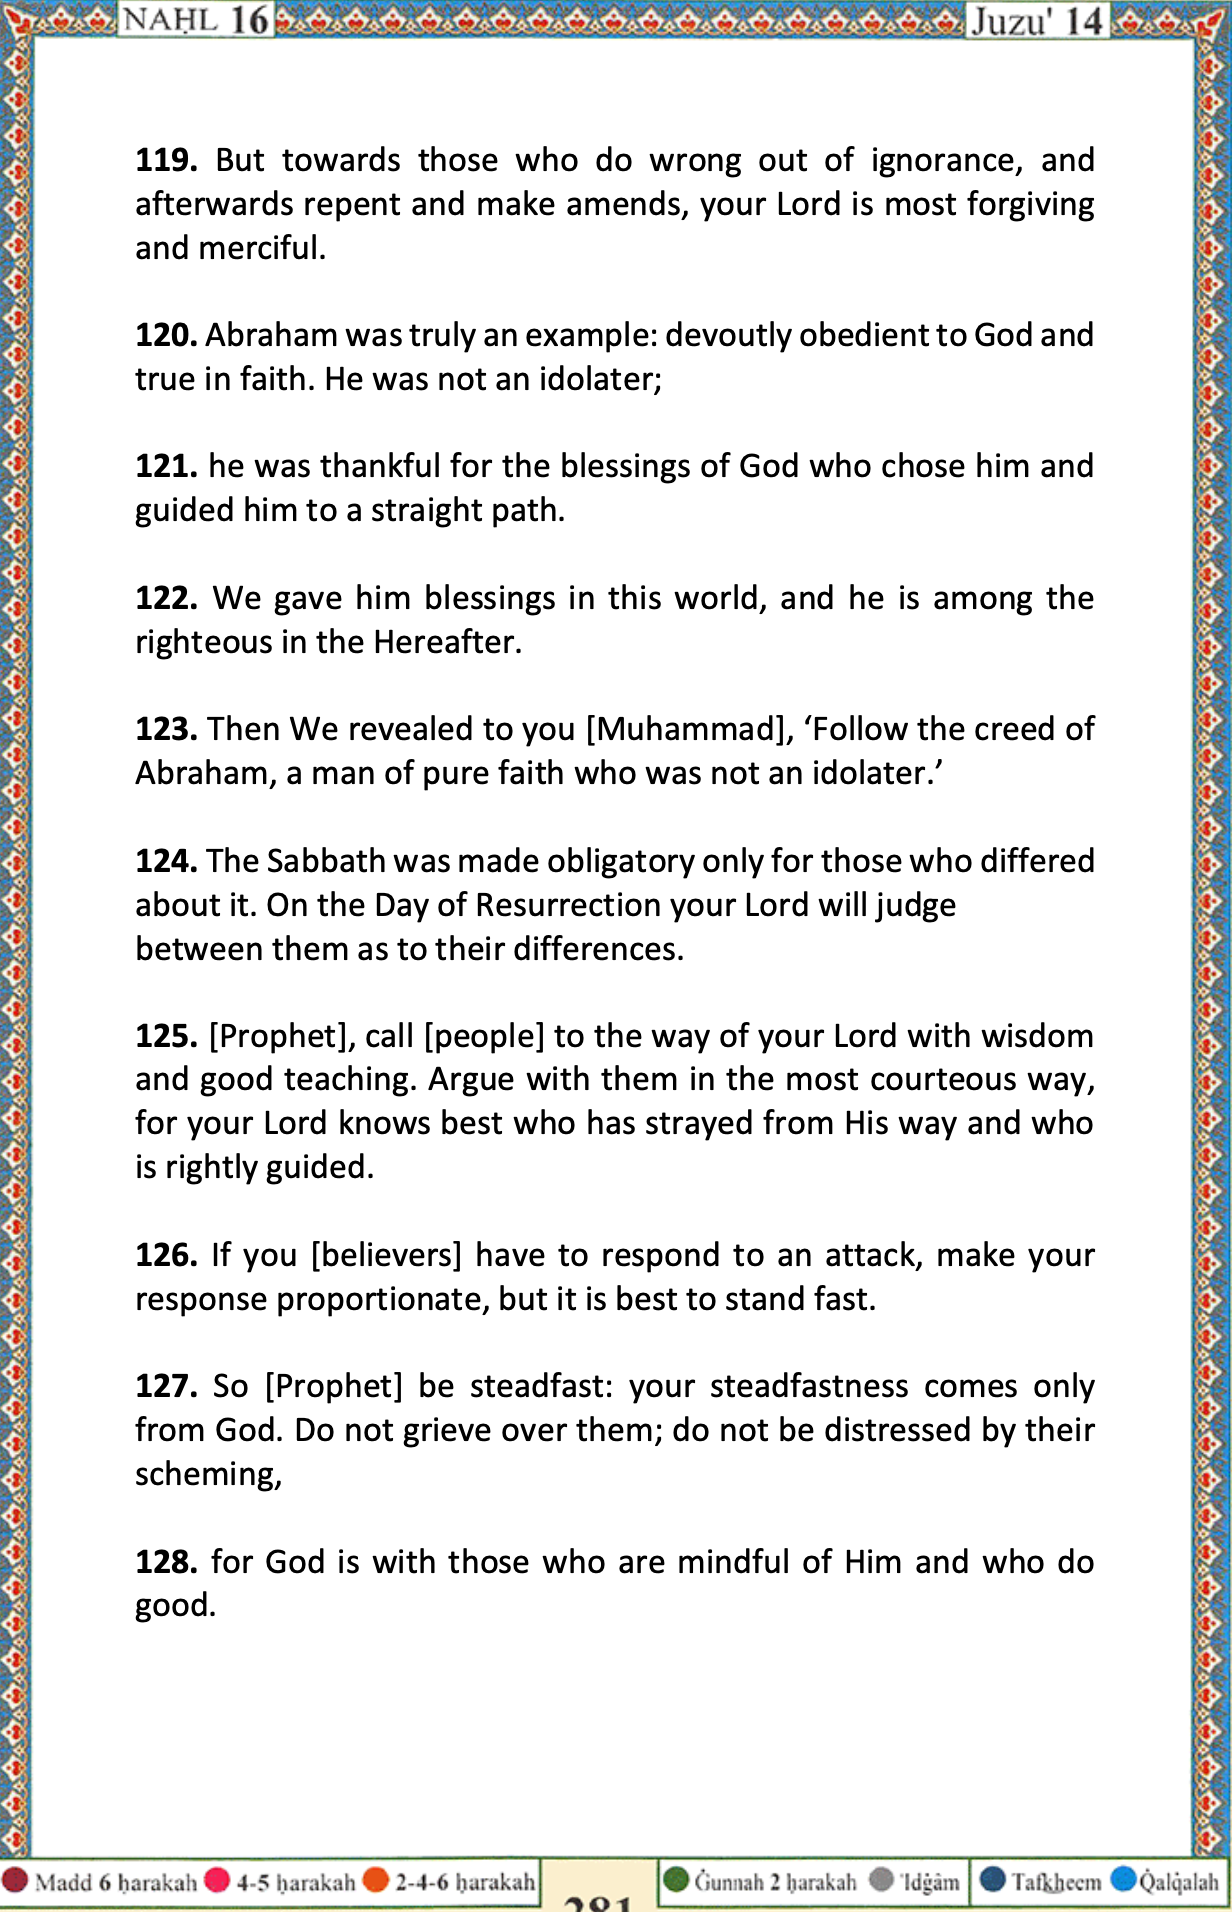 NAḤL 16
Juzu' 14
119. But towards those who do wrong out of ignorance, and
afterwards repent and make amends, your Lord is most forgiving
and merciful.
120. Abraham was truly an example: devoutly obedient to God and
true in faith. He was not an idolater;
121. he was thankful for the blessings of God who chose him and
guided him to a straight path.
122. We gave him blessings in this world, and he is among the
righteous in the Hereafter.
123. Then We revealed to you [Muhammad], ‘Follow the creed of
Abraham, a man of pure faith who was not an idolater.’
124. The Sabbath was made obligatory only for those who differed
about it. On the Day of Resurrection your Lord will judge
between them as to their differences.
125. [Prophet], call [people] to the way of your Lord with wisdom
and good teaching. Argue with them in the most courteous way,
for your Lord knows best who has strayed from His way and who
is rightly guided.
126. If you [believers] have to respond to an attack, make your
response proportionate, but it is best to stand fast.
127. So [Prophet] be steadfast: your steadfastness comes only
from God. Do not grieve over them; do not be distressed by their
scheming,
128. for God is with those who are mindful of Him and who do
good.
Madd 6 ḥarakah 4-5 ḥarakah 2-4-6 ḥarakah
281
Ġunnah 2 ḥarakah 'Idġâm Tafkheem Q̇alq̇alah